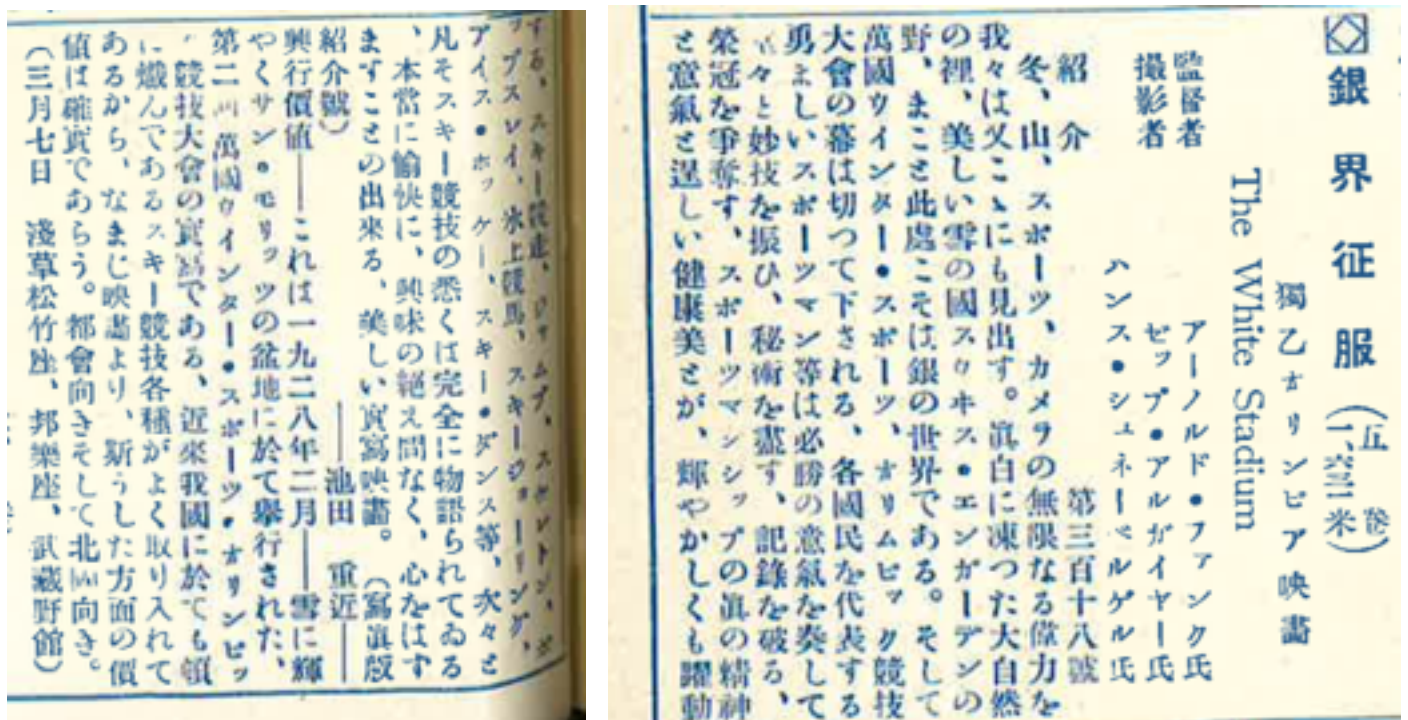 銀界征服（五巻）
（一、六三二米）
獨乙オリンピア映畵
The White Stadium
監督者 アーノルド・フアンク氏
ゼツプ・アルガイヤー氏
撮影者 ハンス・シュネーベルゲル氏
紹介 第三百十八號
冬、山、スポーツ、カメラの無限なる偉力を
我々は又こゝにも見出す。眞白に凍つた大自然
の裡、美しい雪の國スウヰス・エンガーデンの
野、まこと此處こそは銀の世界である。そして
萬國ウインター・スポーツ、オリムピツク競技
大會の幕は切つて下される、各國民を代表する
勇ましいスポーツマン等は必勝の意氣を奏して
々と妙技を振ひ、秘術を盡す、記錄を破る、
榮冠を爭奪す、スポーツマンシツプの眞の精神
と意氣と逞しい健康美とが、輝やかしくも躍動
する、スキー競走、ジヤムプ、スケレトン、ボ
ツブスレイ、氷上競馬、スキージヨーリング、
アイス・ホツケー、スキー・ダンス等、次々と
凡そスキー競技の悉くは完全に物語られてゐる
、本當に愉快に、興味の絕え間なく、心をはず
ますことの出來る、美しい實寫映畵。（寫眞版
紹介號） ――池田 重近――
興行價値――これは一九二八年二月――雪に輝
やくサン・モリツツの盆地に於て擧行された、
第二回萬國ウインター・スポーツ・オリンピツ
ク競技大會の實寫である、近來我國に於ても頓
に熾んであるスキー競技各種がよく取り入れて
あるから、なまじ映畵より、斯うした方面の價
値は確實であらう。都會向きそして北國向き。
（三月七日 淺草松竹座、邦樂座、武藏野館）